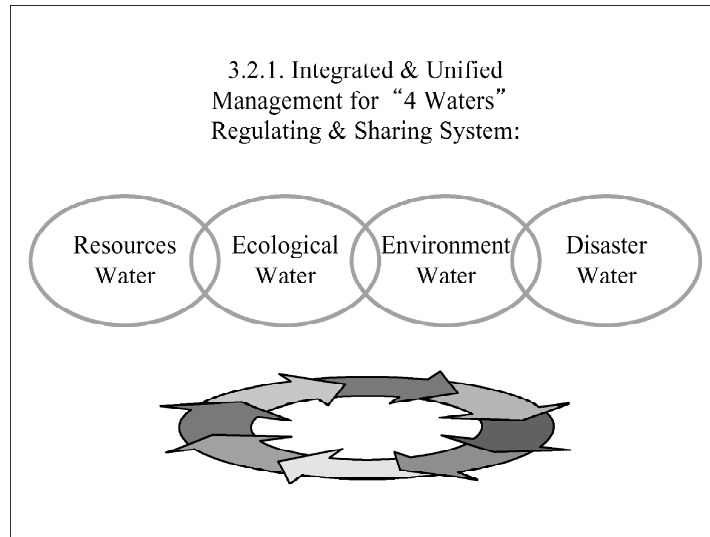 3.2.1. Integrated & Unified
Management for “4 Waters”
Regulating & Sharing System:
Resources
Water
Ecological
Water
Environment
Water
Disaster
Water